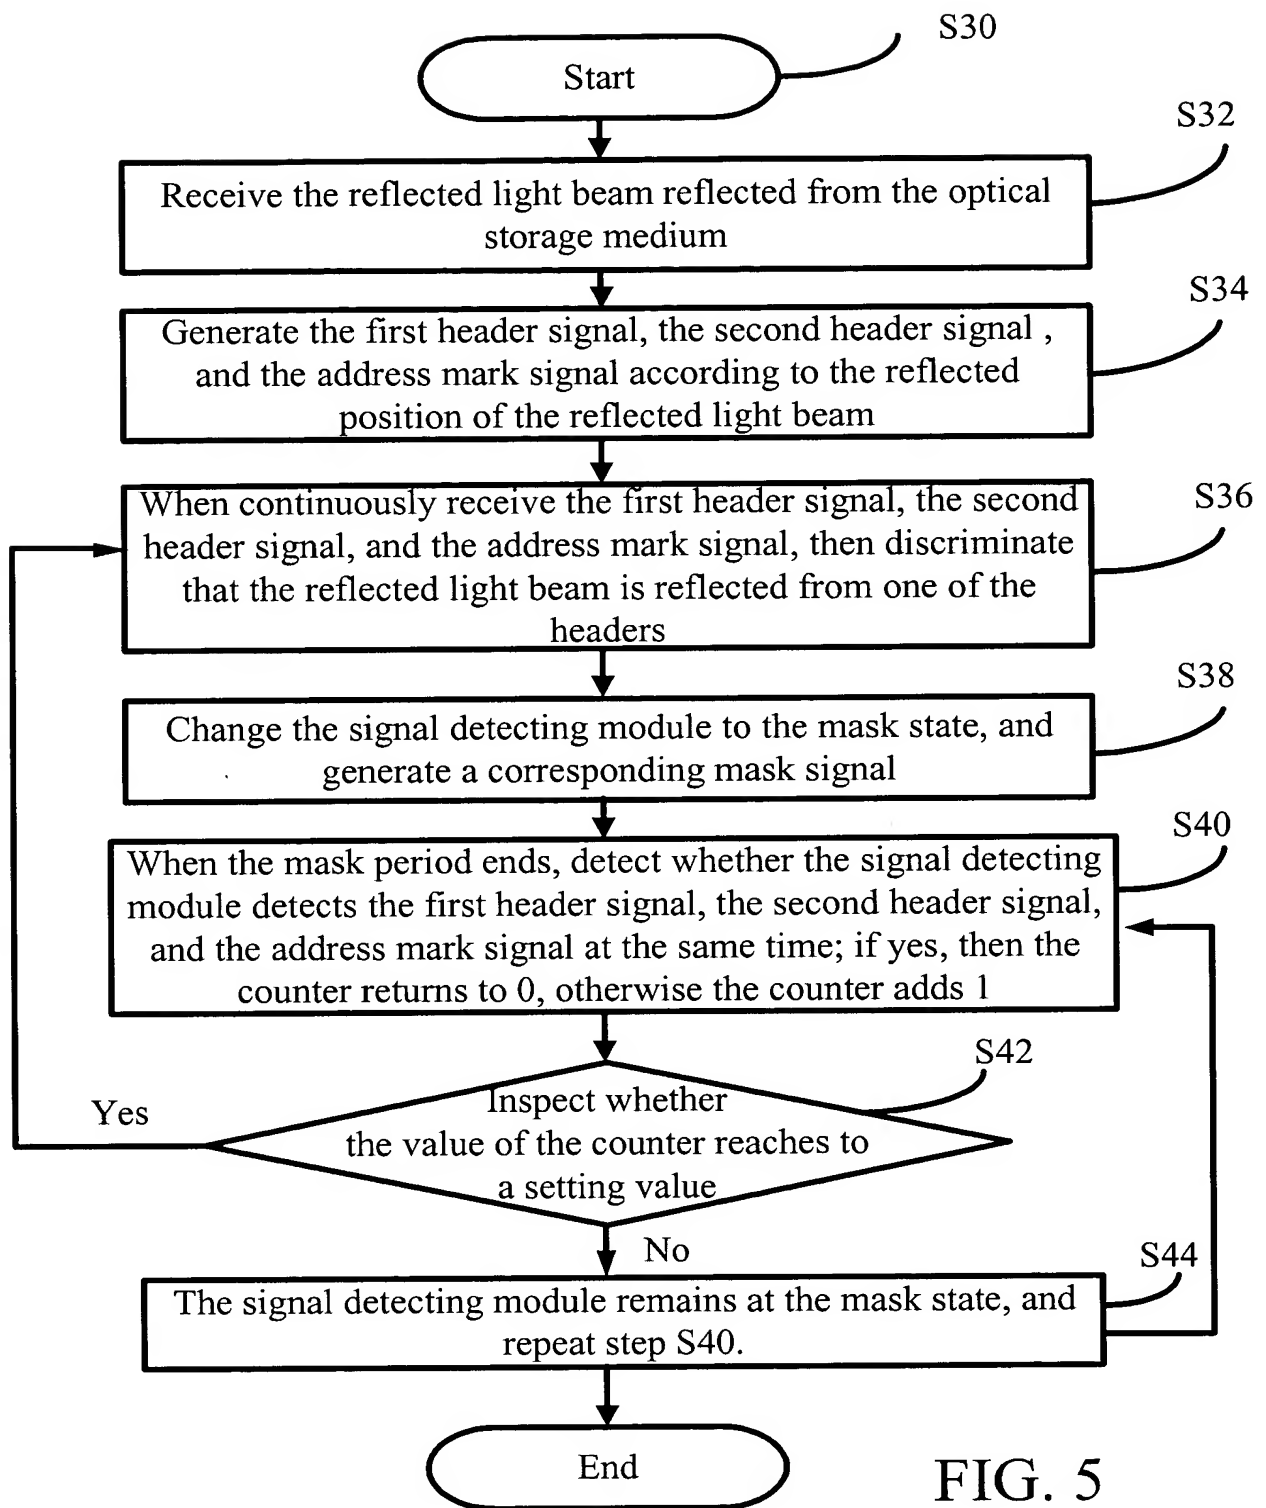 S30
Start
S32
Receive the reflected light beam reflected from the optical
storage medium
S34
Generate the first header signal, the second header signal ,
and the address mark signal according to the reflected
position of the reflected light beam
S36
When continuously receive the first header signal, the second
header signal, and the address mark signal, then discriminate
that the reflected light beam is reflected from one of the
headers
S38
Change the signal detecting module to the mask state, and
generate a corresponding mask signal
S40
When the mask period ends, detect whether the signal detecting
module detects the first header signal, the second header signal,
and the address mark signal at the same time; if yes, then the
counter returns to 0, otherwise the counter adds 1
S42
Yes
Inspect whether
the value of the counter reaches to
a setting value
No
S44
The signal detecting module remains at the mask state, and
repeat step S40.
End
FIG. 5